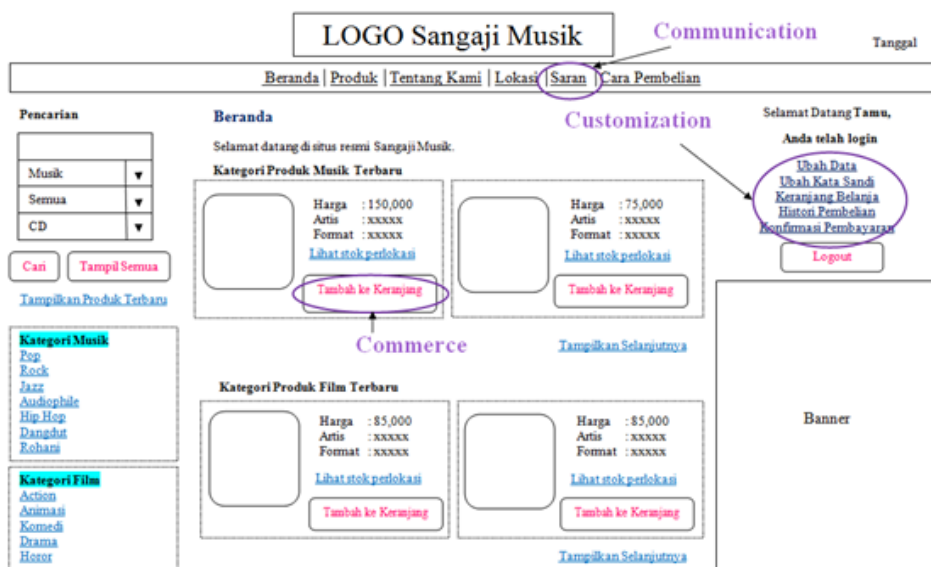 LOGO Sangaji Musik
Communication
Tanggal
Beranda | Produk | Tentang Kami | Lokasi | Saran | Cara Pembelian
Pencarian
Musik
Semua
CD
Cari
Tampil Semua
Tampilkan Produk Terbaru
Kategori Musik
Pop
Rock
Jazz
Audiophile
Hip Hop
Dangdut
Rohani
Kategori Film
Action
Animasi
Komedi
Drama
Horor
Beranda
Selamat datang di situs resmi Sangaji Musik.
Kategori Produk Musik Terbaru
Harga : 150,000
Artis : xxxxx
Format : xxxxx
Lihat stok perlokasi
Tambah ke Keranjang
Harga : 75,000
Artis : xxxxx
Format : xxxxx
Lihat stok perlokasi
Tambah ke Keranjang
Commerce
Tampilkan Selanjutnya
Kategori Produk Film Terbaru
Harga : 85,000
Artis : xxxxx
Format : xxxxx
Lihat stok perlokasi
Tambah ke Keranjang
Harga : 85,000
Artis : xxxxx
Format : xxxxx
Lihat stok perlokasi
Tambah ke Keranjang
Tampilkan Selanjutnya
Customization
Selamat Datang Tamu,
Anda telah login
Ubah Data
Ubah Kata Sandi
Keranjang Belanja
Histori Pembelian
Konfirmasi Pembayaran
Logout
Banner